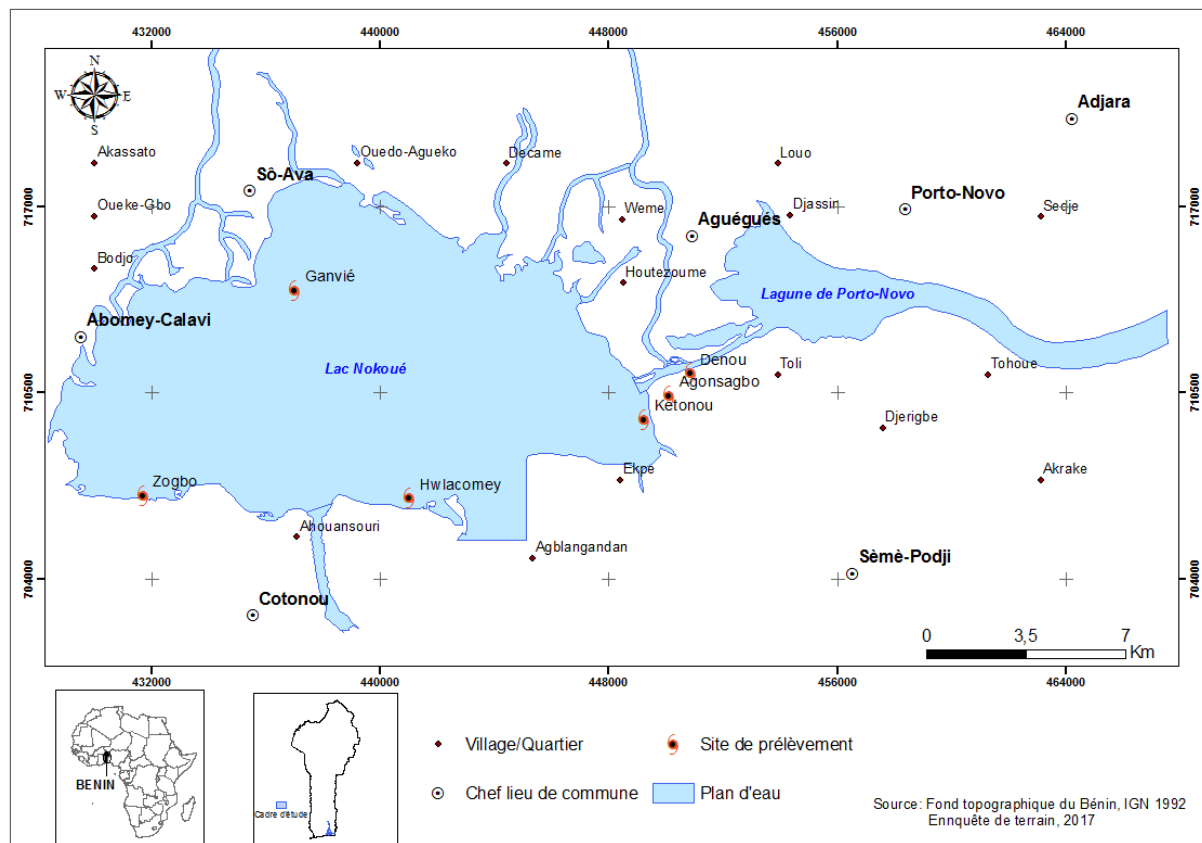 432000 440000 448000 456000 464000
N
W E
S
Adjara
Akassato
Ouedo-Agueko
Decame
Louo
Sô-Ava
717000
717000
Oueke-Gbo
Weme
Djassin
Porto-Novo
Sedje
Aguégués
Bodjo
Ganvié
Houtezoume
Lagune de Porto-Novo
Abomey-Calavi
Lac Nokoué
Denou
Toli
Tohoue
Agonsagbo
710500
710500
Ketonou
Djerigbe
Zogbo
Hwlacomey
Ekpe
Akrake
Ahouansouri
Agblangandan
Sèmè-Podji
704000
704000
Cotonou
0 3,5 7
Km
432000 440000 448000 456000 464000
BENIN
Cadre d'étude
Village/Quartier
Site de prélèvement
Chef lieu de commune
Plan d'eau
Source: Fond topographique du Bénin, IGN 1992
Ennquête de terrain, 2017